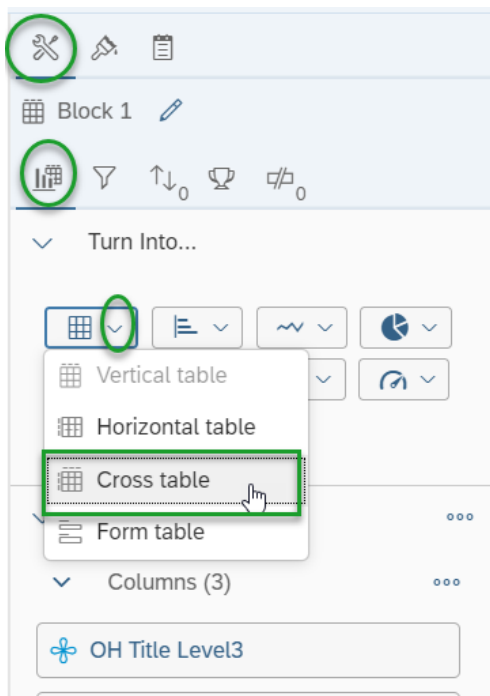 Block 1
0
0
Turn Into...
Vertical table
Horizontal table
Cross table
Form table
Columns (3)
OH Title Level3